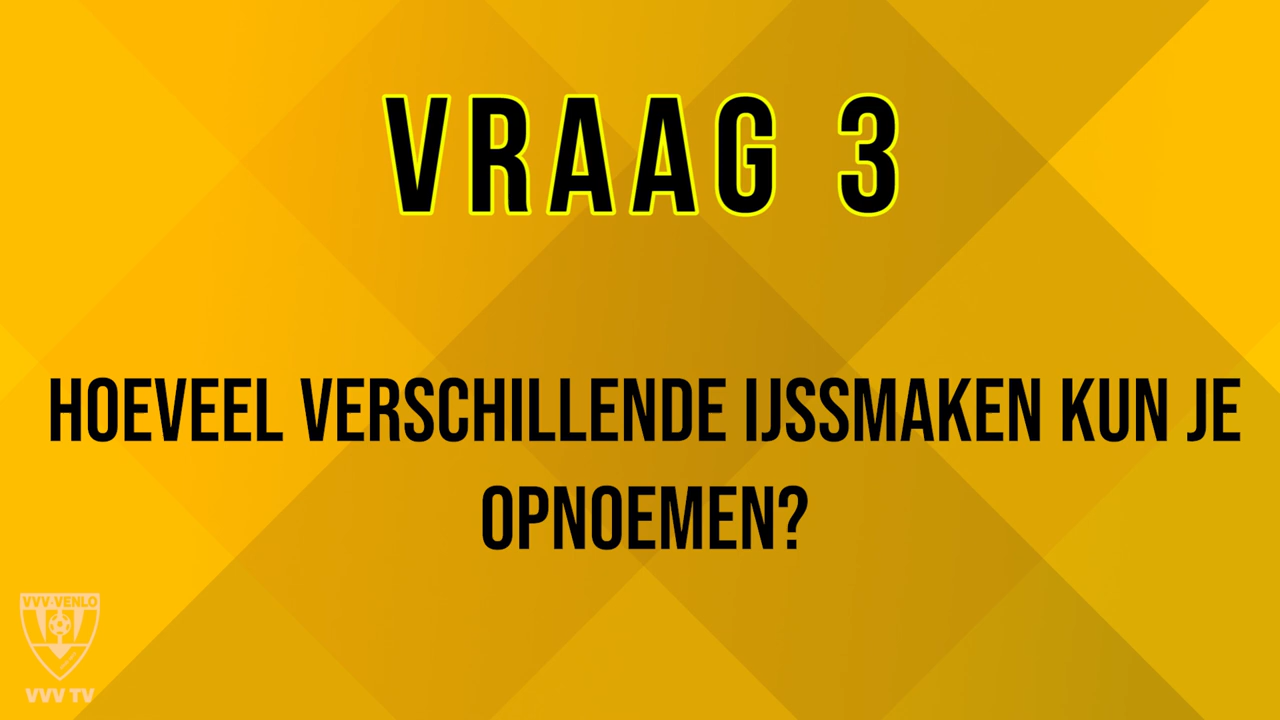 VRAAG 3
HOEVEEL VERSCHILLENDE IJSSMAKEN KUN JE
OPNOEMEN?
VVV-VENLO
VVV TV